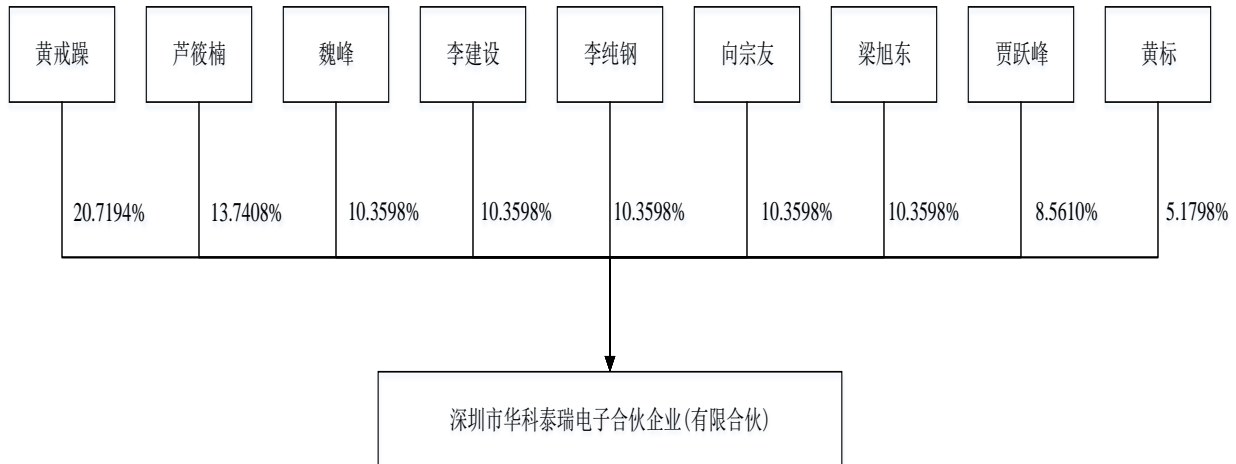 黄戒躁 芦筱楠 魏峰 李建设 李纯钢 向宗友 梁旭东 贾跃峰 黄标
20.7194% 13.7408% 10.3598% 10.3598% 10.3598% 10.3598% 10.3598% 8.5610% 5.1798%
深圳市华科泰瑞电子合伙企业(有限合伙)